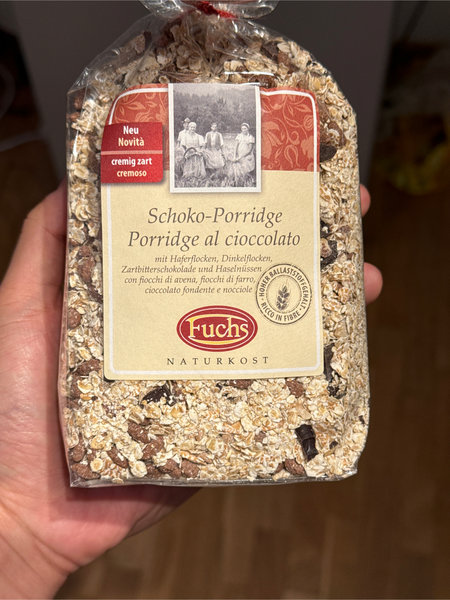 Neu
Novità
cremig zart
cremoso
Schoko-Porridge
Porridge al cioccolato
mit Haferflocken, Dinkelflocken,
Zartbitterschokolade und Haselnüssen
con fiocchi di avena, fiocchi di farro,
cioccolato fondente e nocciole
HOHER BALLASTSTOFFGEHALT
RICCO IN FIBRE
Fuchs
NATURKOST